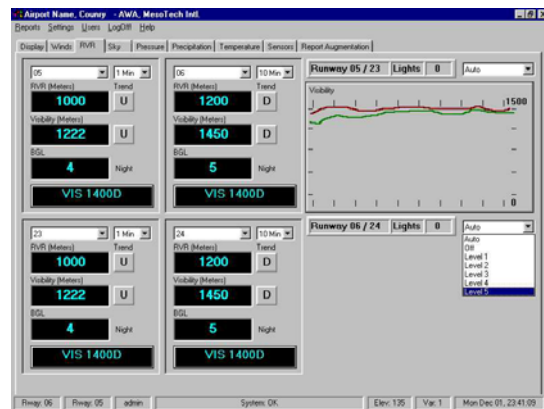 Airport Name, Counry - AWA, MesoTech Intl.
Reports Settings Users LogOff Help
Display Winds RVR Sky Pressure Precipitation Temperature Sensors Report Augmentation
05 1 Min
RVR (Meters) Trend
1000 U
Visibility (Meters)
1222 U
BGL
4 Night
VIS 1400D
06 10 Min
RVR (Meters) Trend
1200 D
Visibility (Meters)
1450 D
BGL
5 Night
VIS 1400D
Runway 05 / 23 Lights 0 Auto
Visibility
1500
0
23 1 Min
RVR (Meters) Trend
1000 U
Visibility (Meters)
1222 U
BGL
4 Night
VIS 1400D
24 10 Min
RVR (Meters) Trend
1200 D
Visibility (Meters)
1450 D
BGL
5 Night
VIS 1400D
Runway 06 / 24 Lights 0 Auto
Auto
Off
Level 1
Level 2
Level 3
Level 4
Level 5
Rway: 06 Rway: 05 admin System: OK Elev: 135 Var: 1 Mon Dec 01, 23:41:09